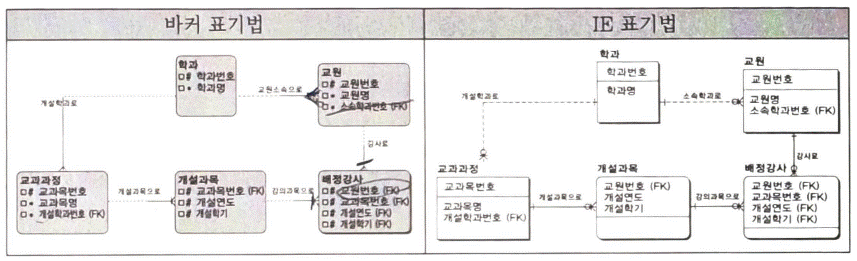 바커 표기법
IE 표기법
학과
□# 학과번호
□* 학과명
교원소속으로
교원
□# 교원번호
□* 교원명
□* 소속학과번호 (FK)
개설학과로
강사로
교과과정
□# 교과목번호
□* 교과목명
□* 개설학과번호 (FK)
개설과목으로
개설과목
□# 교과목번호 (FK)
□# 개설연도
□# 개설학기
강의과목으로
배정강사
□# 교원번호 (FK)
□# 교과목번호 (FK)
□# 개설연도 (FK)
□# 개설학기 (FK)
학과
학과번호
학과명
소속학과로
교원
교원번호
교원명
소속학과번호 (FK)
개설학과로
강사로
교과과정
교과목번호
교과목명
개설학과번호 (FK)
개설과목으로
개설과목
교원번호 (FK)
개설연도
개설학기
강의과목으로
배정강사
교원번호 (FK)
교과목번호 (FK)
개설연도 (FK)
개설학기 (FK)